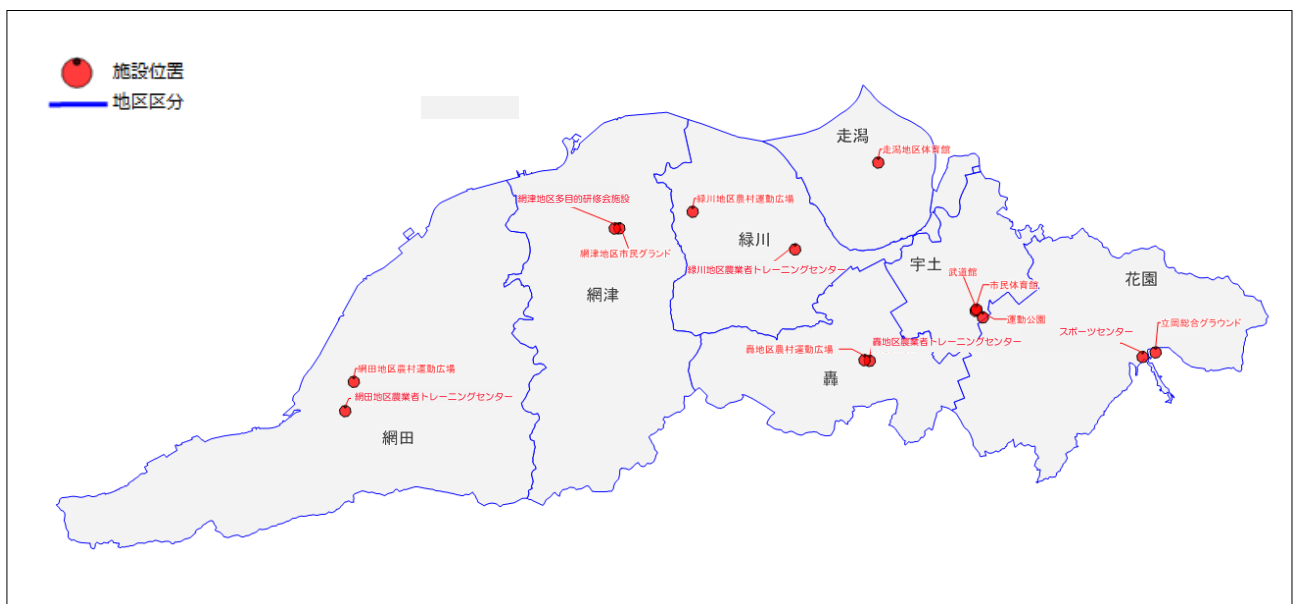 施設位置
地区区分
走潟
走潟地区体育館
網津地区多目的研修会施設
緑川地区農村運動広場
網津地区市民グランド
緑川
緑川地区農業者トレーニングセンター
網津
宇土
武道館
市民体育館
運動公園
花園
スポーツセンター
立岡総合グラウンド
轟地区農村運動広場
轟地区農業者トレーニングセンター
轟
網田地区農村運動広場
網田地区農業者トレーニングセンター
網田